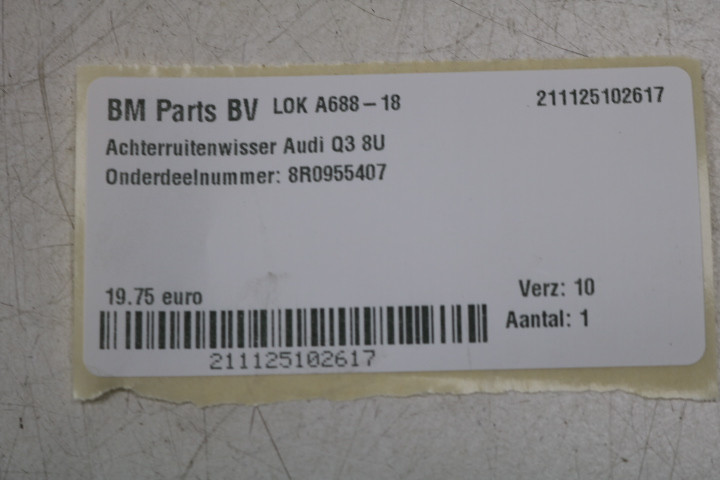 BM Parts BV LOK A688-18 211125102617
Achterruitenwisser Audi Q3 8U
Onderdeelnummer: 8R0955407
19.75 euro Verz: 10
Aantal: 1
211125102617